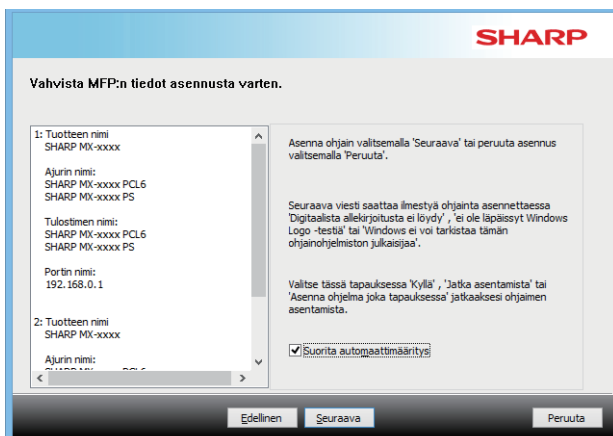 SHARP
Vahvista MFP:n tiedot asennusta varten.
1: Tuotteen nimi
SHARP MX-xxxx
Ajurin nimi:
SHARP MX-xxxx PCL6
SHARP MX-xxxx PS
Tulostimen nimi:
SHARP MX-xxxx PCL6
SHARP MX-xxxx PS
Portin nimi:
192.168.0.1
2: Tuotteen nimi
SHARP MX-xxxx
Ajurin nimi:
Asenna ohjain valitsemalla 'Seuraava' tai peruuta asennus
valitsemalla 'Peruuta'.
Seuraava viesti saattaa ilmestyä ohjainta asennettaessa
'Digitaalista allekirjoitusta ei löydy' , 'ei ole läpäissyt Windows
Logo -testiä' tai 'Windows ei voi tarkistaa tämän
ohjainohjelmiston julkaisijaa'.
Valitse tässä tapauksessa 'Kyllä' , 'Jatka asentamista' tai
'Asenna ohjelma joka tapauksessa' jatkaaksesi ohjaimen
asentamista.
Suorita automaattimääritys
Edellinen
Seuraava
Peruuta